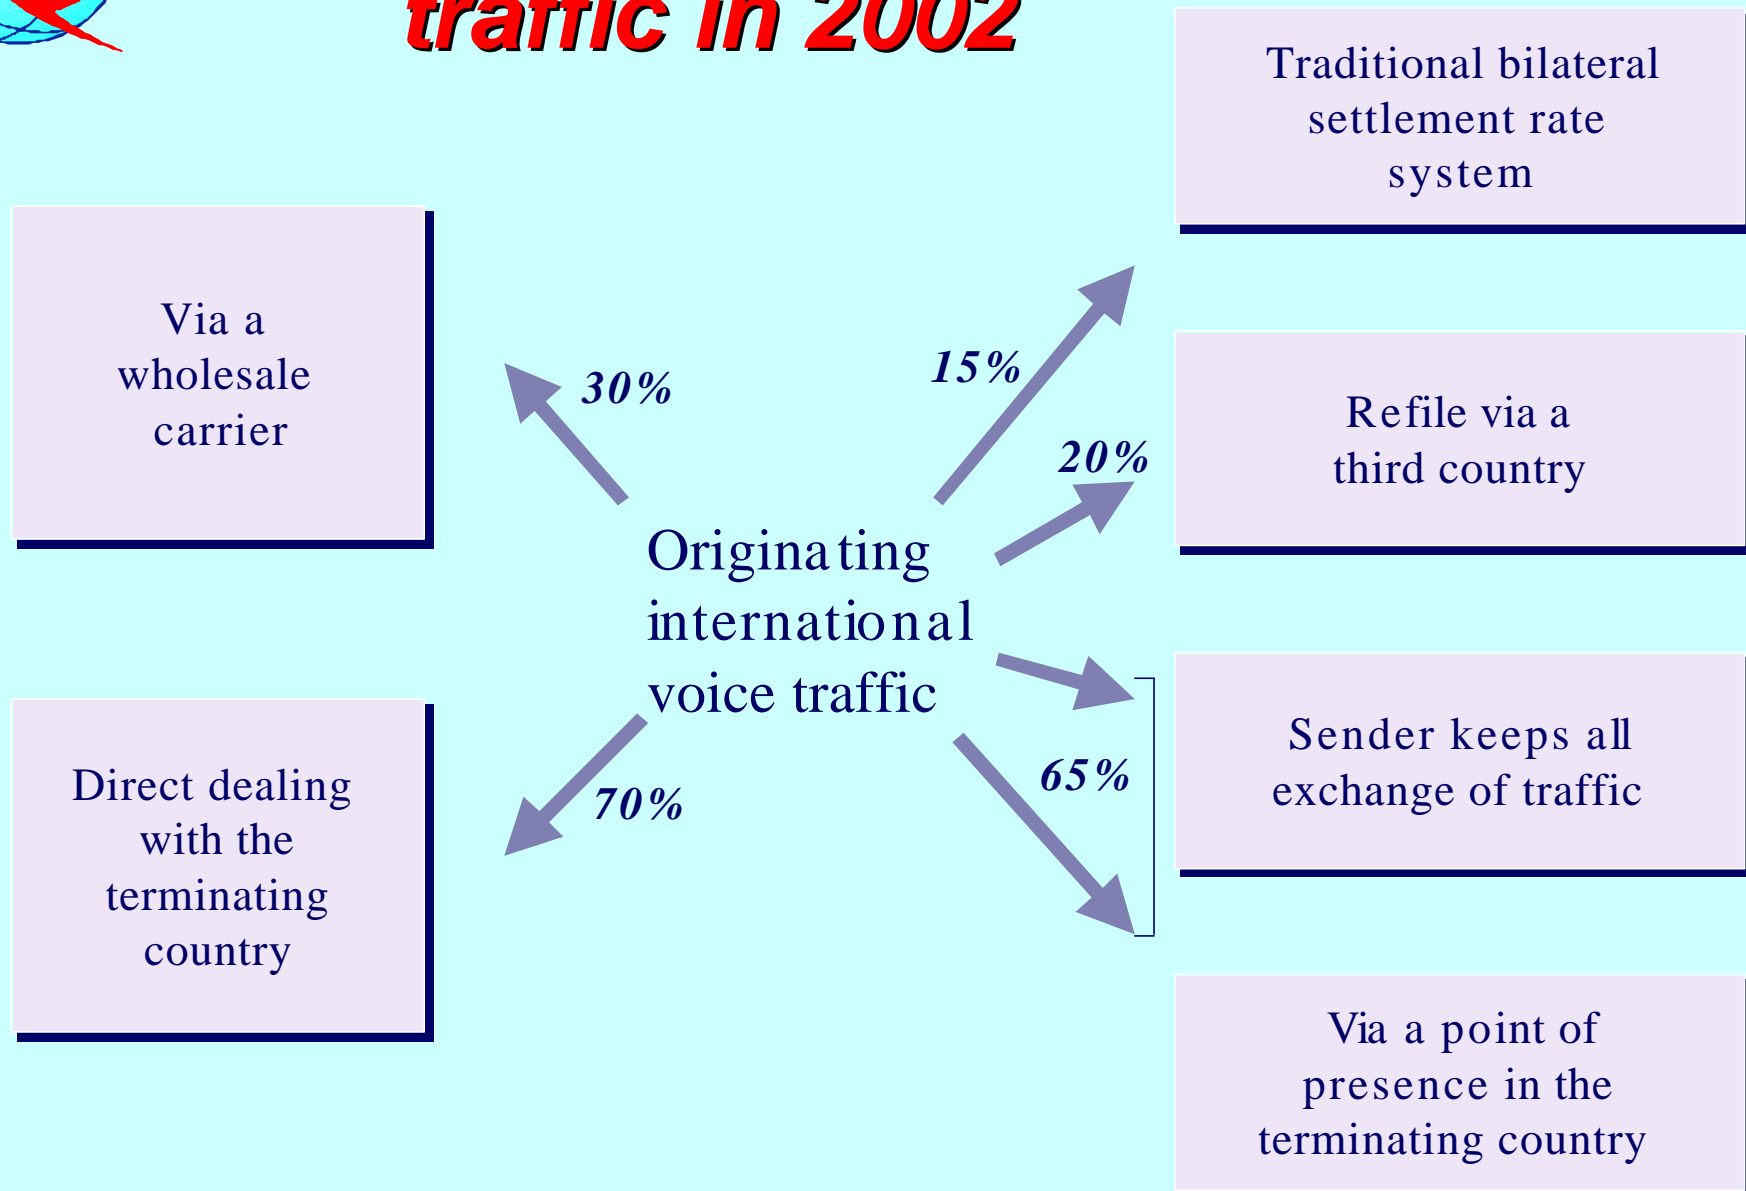 traffic in 2002
Traditional bilateral
settlement rate
system
Via a
wholesale
carrier
30%
15%
Refile via a
third country
20%
Originating
international
voice traffic
Sender keeps all
exchange of traffic
65%
Direct dealing
with the
terminating
country
70%
Via a point of
presence in the
terminating country